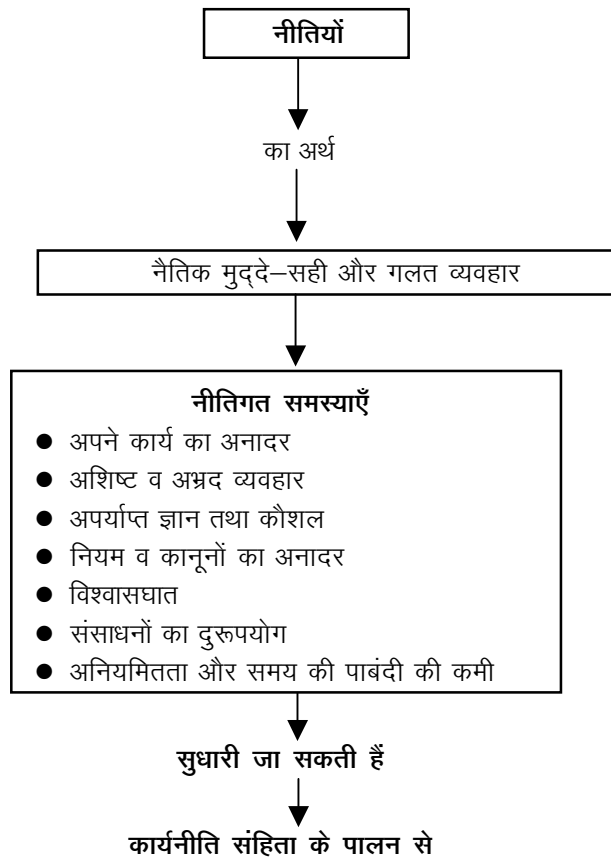 नीतियों
का अर्थ
नैतिक मुद्‌दे–सही और गलत व्यवहार
नीतिगत समस्याएँ
● अपने कार्य का अनादर
● अशिष्ट व अभ्रद व्यवहार
● अपर्याप्त ज्ञान तथा कौशल
● नियम व कानूनों का अनादर
● विश्वासघात
● संसाधनों का दुरूपयोग
● अनियमितता और समय की पाबंदी की कमी
सुधारी जा सकती हैं
कार्यनीति संहिता के पालन से